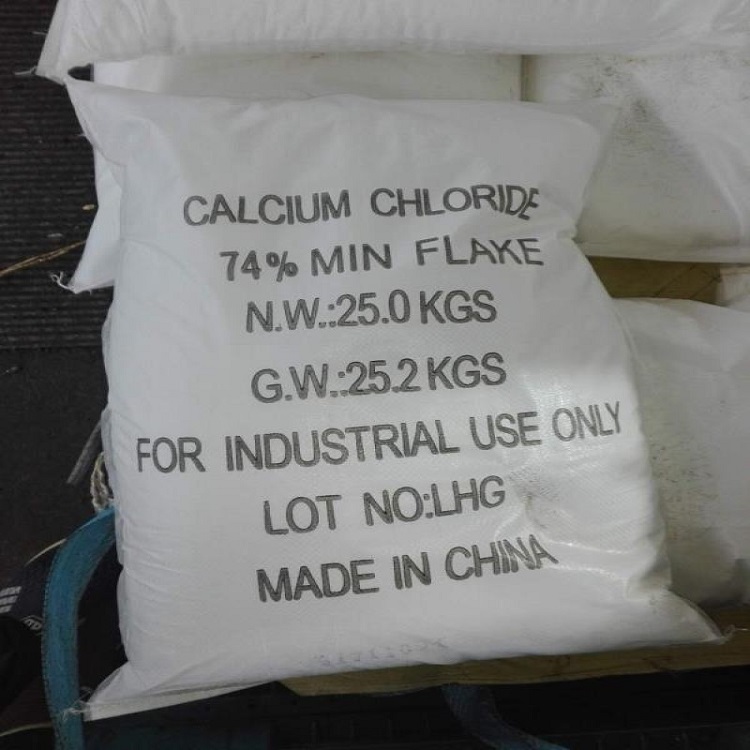 CALCIUM CHLORIDE
74% MIN FLAKE
N.W.:25.0 KGS
G.W.:25.2 KGS
FOR INDUSTRIAL USE ONLY
LOT NO:LHG
MADE IN CHINA